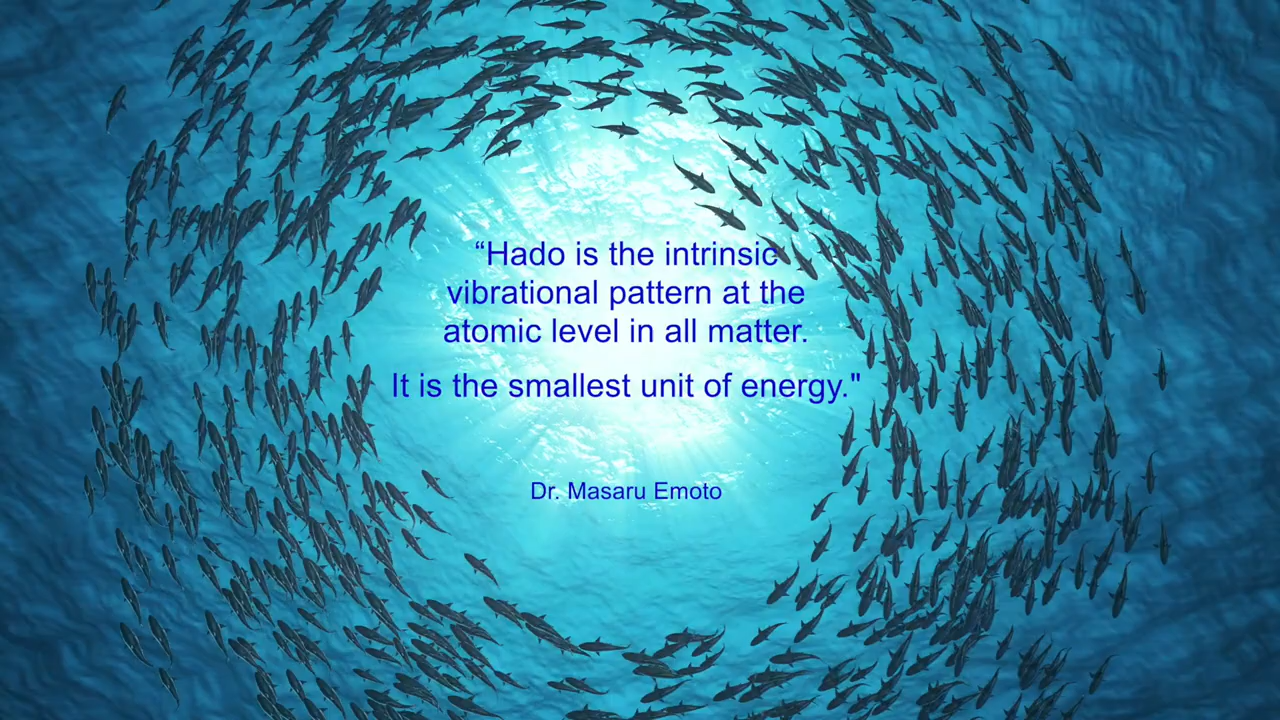 “Hado is the intrinsic
vibrational pattern at the
atomic level in all matter.
It is the smallest unit of energy."
Dr. Masaru Emoto